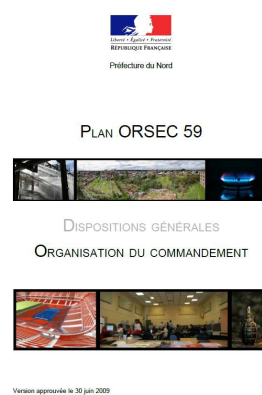 Liberté • Égalité • Fraternité
RÉPUBLIQUE FRANÇAISE
Préfecture du Nord
PLAN ORSEC 59
DISPOSITIONS GÉNÉRALES
ORGANISATION DU COMMANDEMENT
Version approuvée le 30 juin 2009